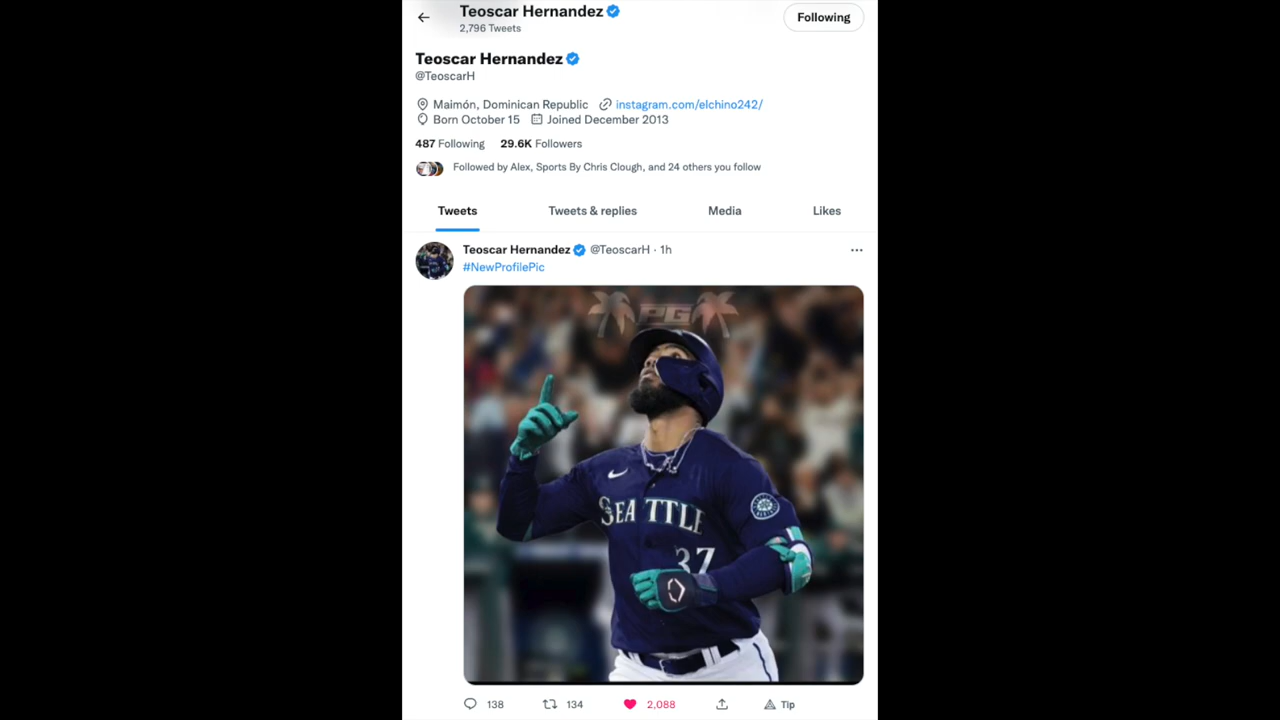 Teoscar Hernandez
2,796 Tweets
Following
Teoscar Hernandez
@TeoscarH
Maimón, Dominican Republic instagram.com/elchino242/
Born October 15 Joined December 2013
487 Following 29.6K Followers
Followed by Alex, Sports By Chris Clough, and 24 others you follow
Tweets Tweets & replies Media Likes
Teoscar Hernandez @TeoscarH · 1h
#NewProfilePic
PG
SEATTLE
37
138 134 2,088 Tip